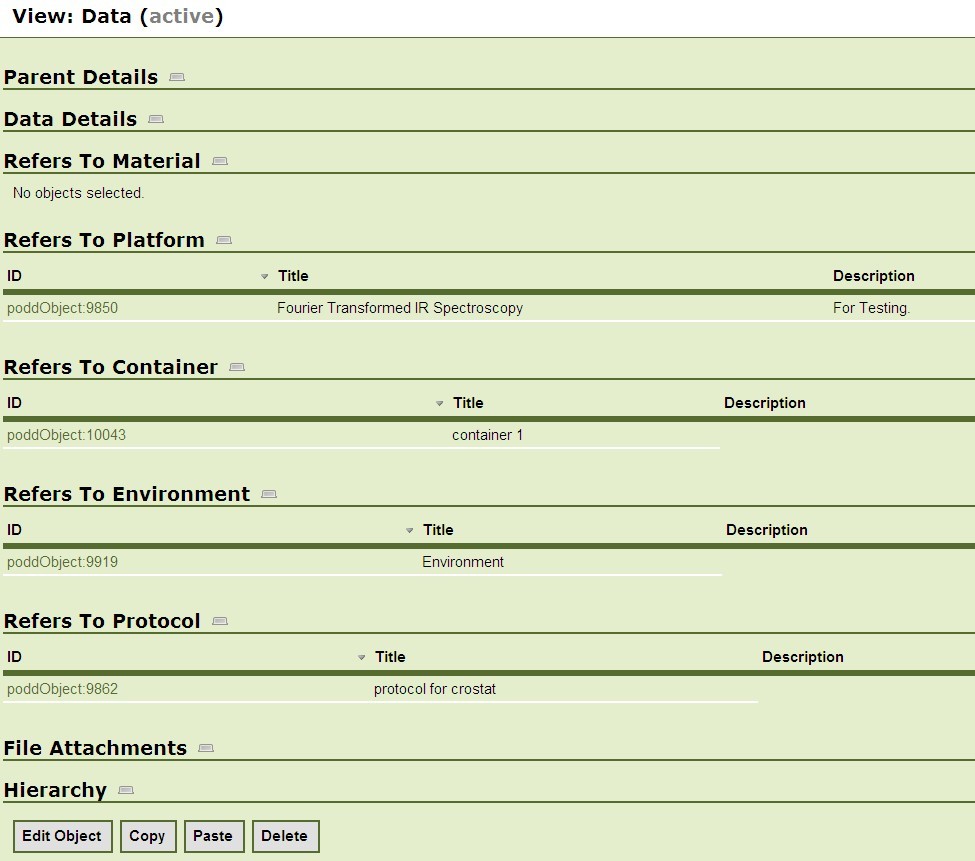 View: Data (active)
Parent Details
Data Details
Refers To Material
No objects selected.
Refers To Platform
ID Title Description
poddObject:9850 Fourier Transformed IR Spectroscopy For Testing.
Refers To Container
ID Title Description
poddObject:10043 container 1
Refers To Environment
ID Title Description
poddObject:9919 Environment
Refers To Protocol
ID Title Description
poddObject:9862 protocol for crostat
File Attachments
Hierarchy
Edit Object Copy Paste Delete